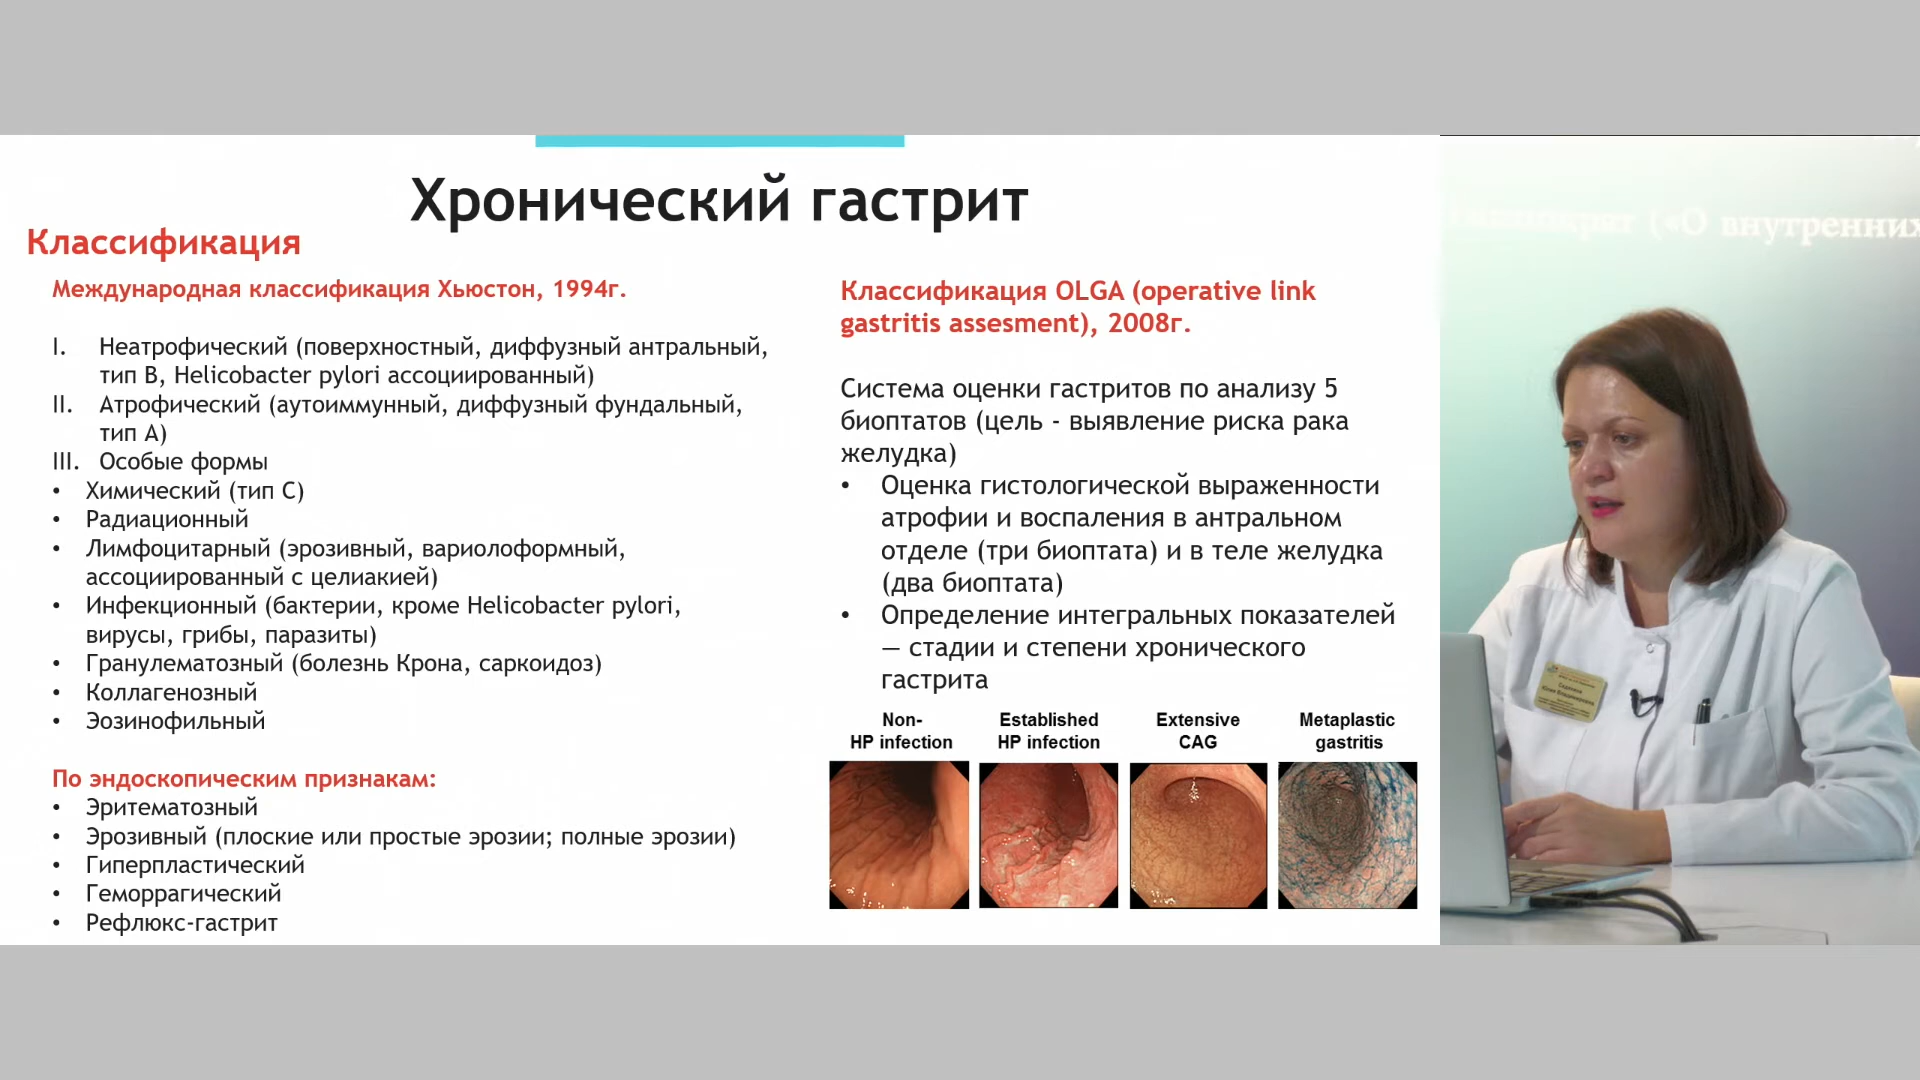 Хронический гастрит
Классификация
Международная классификация Хьюстон, 1994г.
I. Неатрофический (поверхностный, диффузный антральный,
тип В, Helicobacter pylori ассоциированный)
II. Атрофический (аутоиммунный, диффузный фундальный,
тип А)
III. Особые формы
• Химический (тип С)
• Радиационный
• Лимфоцитарный (эрозивный, вариолоформный,
ассоциированный с целиакией)
• Инфекционный (бактерии, кроме Helicobacter pylori,
вирусы, грибы, паразиты)
• Гранулематозный (болезнь Крона, саркоидоз)
• Коллагенозный
• Эозинофильный
По эндоскопическим признакам:
• Эритематозный
• Эрозивный (плоские или простые эрозии; полные эрозии)
• Гиперпластический
• Геморрагический
• Рефлюкс-гастрит
Классификация OLGA (operative link
gastritis assesment), 2008г.
Система оценки гастритов по анализу 5
биоптатов (цель - выявление риска рака
желудка)
• Оценка гистологической выраженности
атрофии и воспаления в антральном
отделе (три биоптата) и в теле желудка
(два биоптата)
• Определение интегральных показателей
— стадии и степени хронического
гастрита
Non-
HP infection
Established
HP infection
Extensive
CAG
Metaplastic
gastritis
(«О внутренних